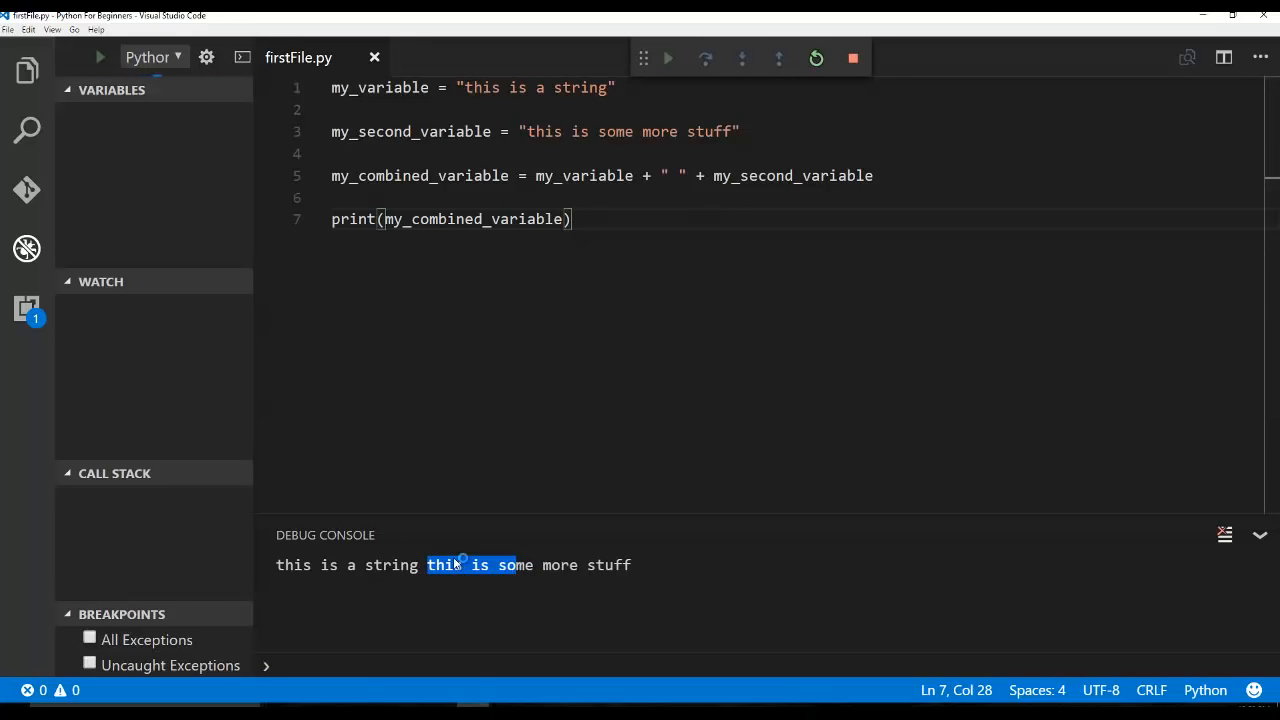 firstFile.py - Python For Beginners - Visual Studio Code
File Edit View Go Help
Python
firstFile.py
VARIABLES
WATCH
CALL STACK
BREAKPOINTS
All Exceptions
Uncaught Exceptions
1
1 my_variable = "this is a string"
2
3 my_second_variable = "this is some more stuff"
4
5 my_combined_variable = my_variable + " " + my_second_variable
6
7 print(my_combined_variable)
DEBUG CONSOLE
this is a string this is some more stuff
0 0 Ln 7, Col 28 Spaces: 4 UTF-8 CRLF Python